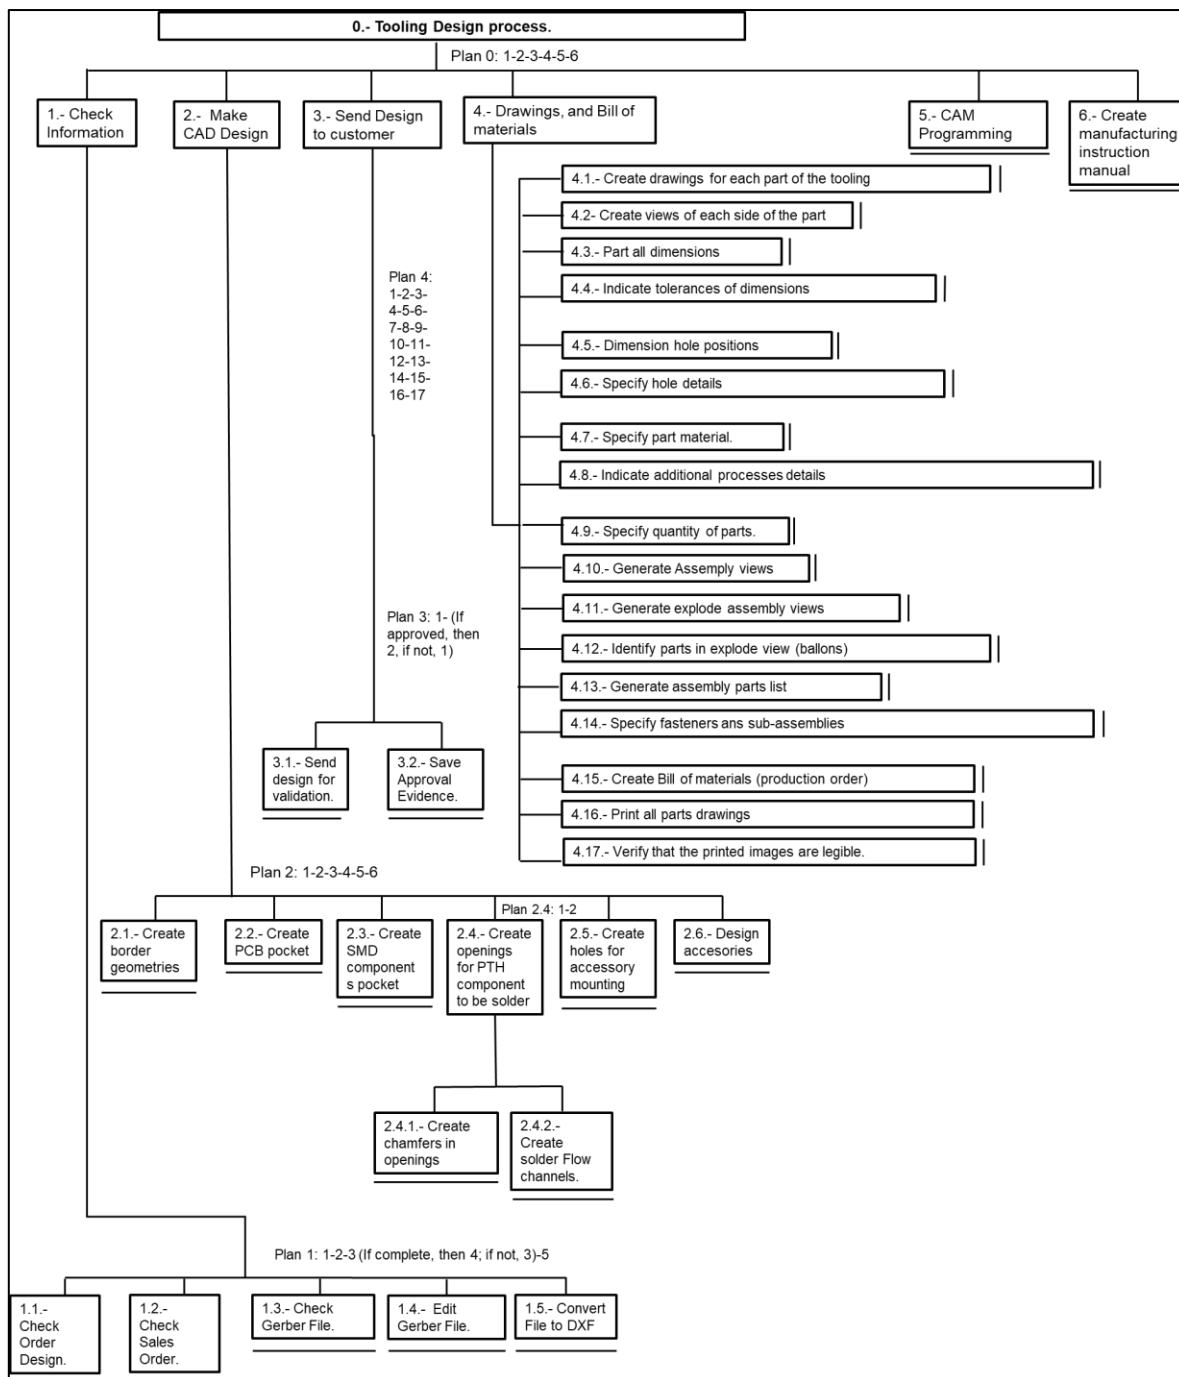 0.- Tooling Design process.
Plan 0: 1-2-3-4-5-6
1.- Check
Information
2.- Make
CAD Design
3.- Send Design
to customer
4.- Drawings, and Bill of
materials
5.- CAM
Programming
6.- Create
manufacturing
instruction
manual
4.1.- Create drawings for each part of the tooling
4.2- Create views of each side of the part
4.3.- Part all dimensions
4.4.- Indicate tolerances of dimensions
Plan 4:
1-2-3-
4-5-6-
7-8-9-
10-11-
12-13-
14-15-
16-17
4.5.- Dimension hole positions
4.6.- Specify hole details
4.7.- Specify part material.
4.8.- Indicate additional processes details
4.9.- Specify quantity of parts.
4.10.- Generate Assemply views
4.11.- Generate explode assembly views
4.12.- Identify parts in explode view (ballons)
4.13.- Generate assembly parts list
4.14.- Specify fasteners ans sub-assemblies
4.15.- Create Bill of materials (production order)
4.16.- Print all parts drawings
4.17.- Verify that the printed images are legible.
Plan 3: 1- (If
approved, then
2, if not, 1)
3.1.- Send
design for
validation.
3.2.- Save
Approval
Evidence.
Plan 2: 1-2-3-4-5-6
2.1.- Create
border
geometries
2.2.- Create
PCB pocket
2.3.- Create
SMD
component
s pocket
Plan 2.4: 1-2
2.4.- Create
openings
for PTH
component
to be solder
2.5.- Create
holes for
accessory
mounting
2.6.- Design
accesories
2.4.1.- Create
chamfers in
openings
2.4.2.-
Create
solder Flow
channels.
Plan 1: 1-2-3 (If complete, then 4; if not, 3)-5
1.1.-
Check
Order
Design.
1.2.-
Check
Sales
Order.
1.3.- Check
Gerber File.
1.4.- Edit
Gerber File.
1.5.- Convert
File to DXF